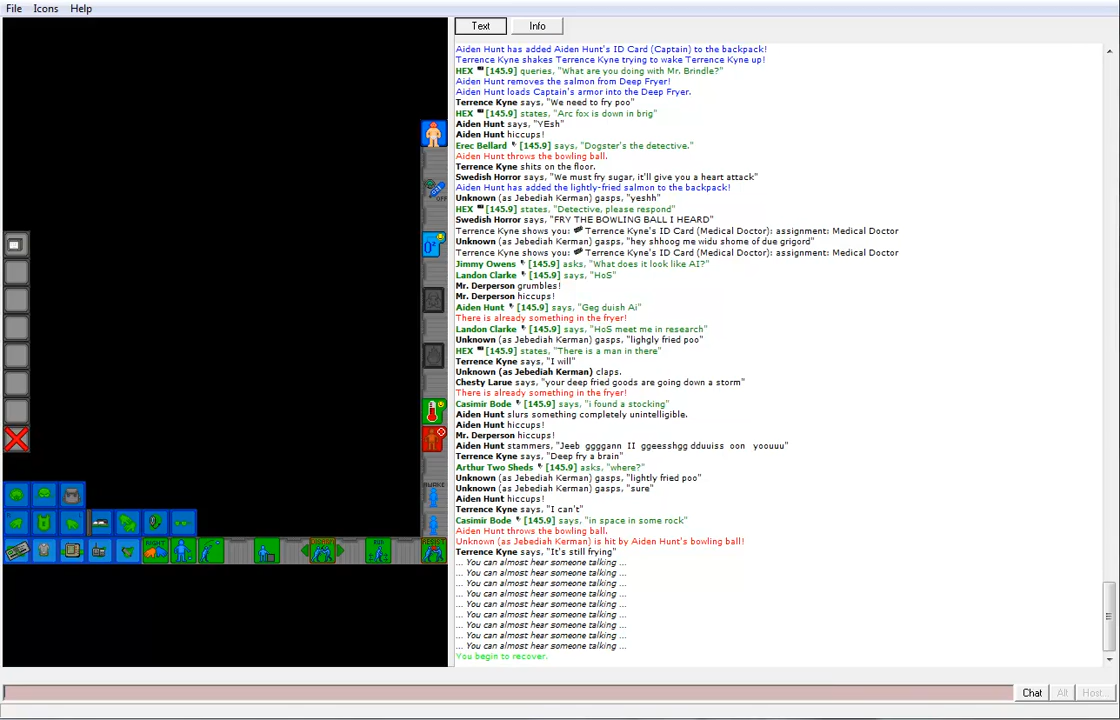 File Icons Help
Text Info
Aiden Hunt has added Aiden Hunt's ID Card (Captain) to the backpack!
Terrence Kyne shakes Terrence Kyne trying to wake Terrence Kyne up!
HEX [145.9] queries, "What are you doing with Mr. Brindle?"
Aiden Hunt removes the salmon from Deep Fryer!
Aiden Hunt loads Captain's armor into the Deep Fryer.
Terrence Kyne says, "We need to fry poo"
HEX [145.9] states, "Arc fox is down in brig"
Aiden Hunt says, "YEsh"
Aiden Hunt hiccups!
Erec Bellard [145.9] says, "Dogster's the detective."
Aiden Hunt throws the bowling ball.
Terrence Kyne shits on the floor.
Swedish Horror says, "We must fry sugar, it'll give you a heart attack"
Aiden Hunt has added the lightly-fried salmon to the backpack!
Unknown (as Jebediah Kerman) gasps, "yeshh"
HEX [145.9] states, "Detective, please respond"
Swedish Horror says, "FRY THE BOWLING BALL I HEARD"
Terrence Kyne shows you: Terrence Kyne's ID Card (Medical Doctor): assignment: Medical Doctor
Unknown (as Jebediah Kerman) gasps, "hey shhoog me widu shome of due grigord"
Terrence Kyne shows you: Terrence Kyne's ID Card (Medical Doctor): assignment: Medical Doctor
Jimmy Owens [145.9] asks, "What does it look like AI?"
Landon Clarke [145.9] says, "HoS"
Mr. Derperson grumbles!
Mr. Derperson hiccups!
Aiden Hunt [145.9] says, "Geg duish Ai"
There is already something in the fryer!
Landon Clarke [145.9] says, "HoS meet me in research"
Unknown (as Jebediah Kerman) gasps, "lighgly fried poo"
HEX [145.9] states, "There is a man in there"
Terrence Kyne says, "I will"
Unknown (as Jebediah Kerman) claps.
Chesty Larue says, "your deep fried goods are going down a storm"
There is already something in the fryer!
Casimir Bode [145.9] says, "i found a stocking"
Aiden Hunt slurs something completely unintelligible.
Aiden Hunt hiccups!
Mr. Derperson hiccups!
Aiden Hunt stammers, "Jeeb ggggann II ggeesshgg dduuiss oon yoouuu"
Terrence Kyne says, "Deep fry a brain"
Arthur Two Sheds [145.9] asks, "where?"
Unknown (as Jebediah Kerman) gasps, "lightly fried poo"
Unknown (as Jebediah Kerman) gasps, "sure"
Aiden Hunt hiccups!
Terrence Kyne says, "I can't"
Casimir Bode [145.9] says, "in space in some rock"
Aiden Hunt throws the bowling ball.
Unknown (as Jebediah Kerman) is hit by Aiden Hunt's bowling ball!
Terrence Kyne says, "It's still frying"
... You can almost hear someone talking ...
... You can almost hear someone talking ...
... You can almost hear someone talking ...
... You can almost hear someone talking ...
... You can almost hear someone talking ...
... You can almost hear someone talking ...
... You can almost hear someone talking ...
... You can almost hear someone talking ...
... You can almost hear someone talking ...
You begin to recover.
OFF
AWAKE
RIGHT
Chat Alt Host...